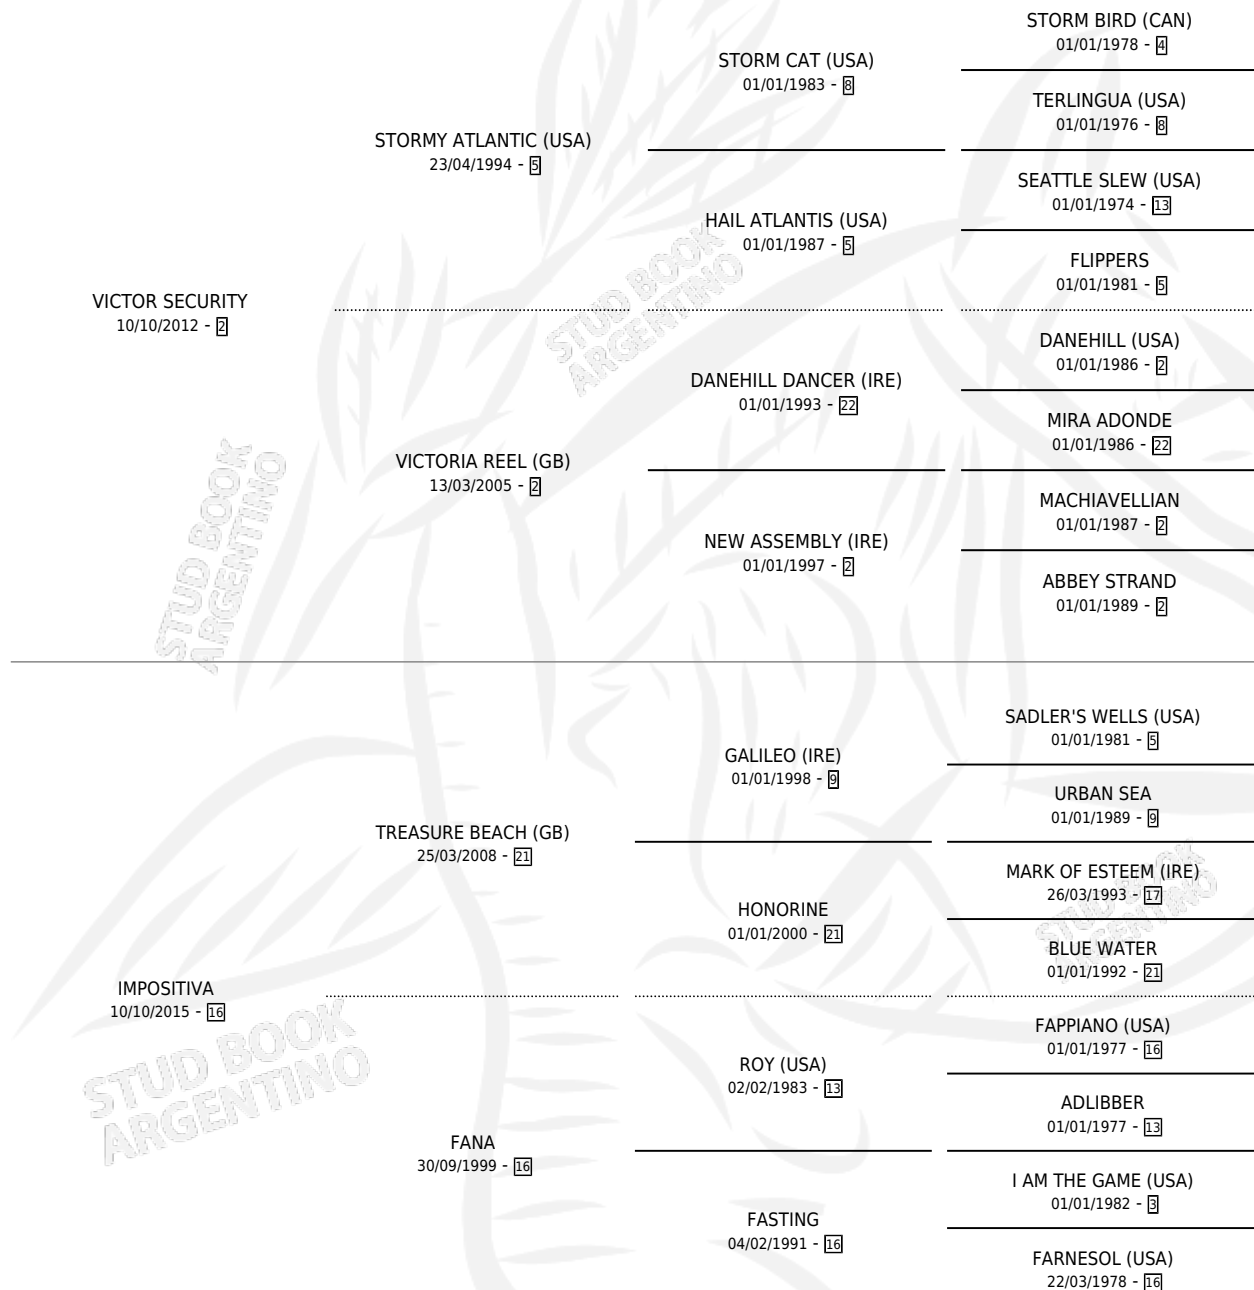 STORM BIRD (CAN)
01/01/1978 - 4
STORM CAT (USA)
01/01/1983 - 8
TERLINGUA (USA)
01/01/1976 - 8
STORMY ATLANTIC (USA)
23/04/1994 - 5
SEATTLE SLEW (USA)
01/01/1974 - 13
HAIL ATLANTIS (USA)
01/01/1987 - 5
FLIPPERS
01/01/1981 - 5
VICTOR SECURITY
10/10/2012 - 2
STUD BOOK
ARGENTINO
DANEHILL (USA)
01/01/1986 - 2
DANEHILL DANCER (IRE)
01/01/1993 - 22
MIRA ADONDE
01/01/1986 - 22
VICTORIA REEL (GB)
13/03/2005 - 2
MACHIAVELLIAN
01/01/1987 - 2
NEW ASSEMBLY (IRE)
01/01/1997 - 2
ABBEY STRAND
01/01/1989 - 2
STUD BOOK
ARGENTINO
SADLER'S WELLS (USA)
01/01/1981 - 5
GALILEO (IRE)
01/01/1998 - 9
URBAN SEA
01/01/1989 - 9
TREASURE BEACH (GB)
25/03/2008 - 21
MARK OF ESTEEM (IRE)
26/03/1993 - 17
HONORINE
01/01/2000 - 21
BLUE WATER
01/01/1992 - 21
STUD BOOK
ARGENTINO
IMPOSITIVA
10/10/2015 - 16
FAPPIANO (USA)
01/01/1977 - 16
ROY (USA)
02/02/1983 - 13
ADLIBBER
01/01/1977 - 13
STUD BOOK
ARGENTINO
FANA
30/09/1999 - 16
I AM THE GAME (USA)
01/01/1982 - 3
FASTING
04/02/1991 - 16
FARNESOL (USA)
22/03/1978 - 16